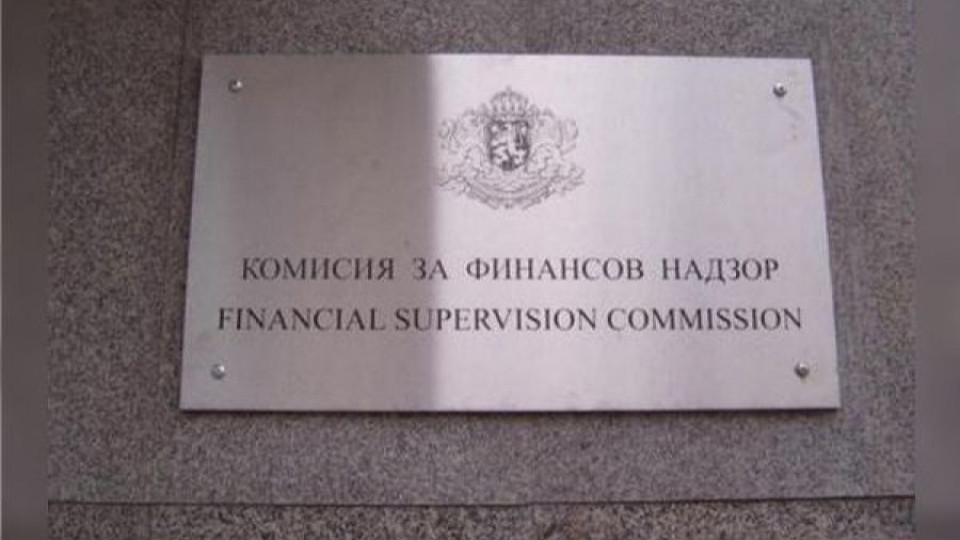 КОМИСИЯ ЗА ФИНАНСОВ НАДЗОР
FINANCIAL SUPERVISION COMMISSION